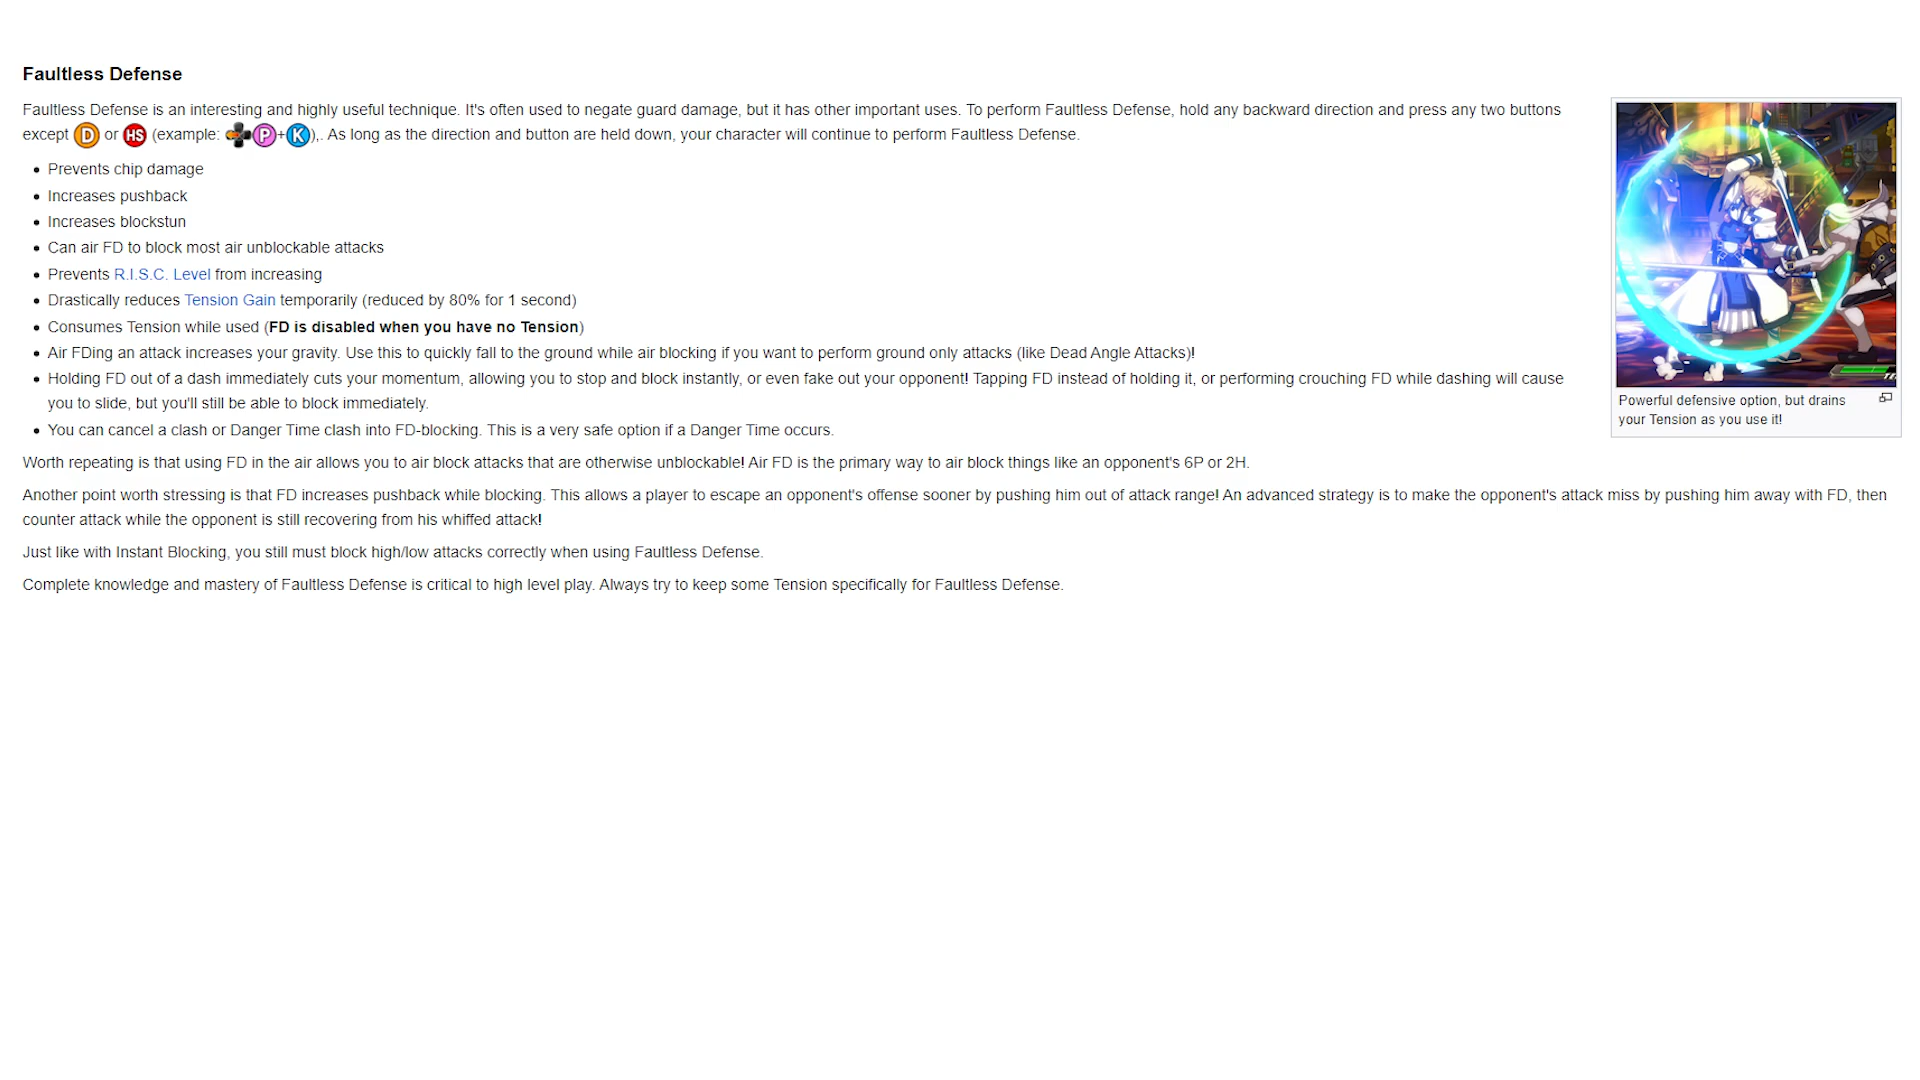 Faultless Defense
Faultless Defense is an interesting and highly useful technique. It's often used to negate guard damage, but it has other important uses. To perform Faultless Defense, hold any backward direction and press any two buttons
except D or HS (example: P+K),. As long as the direction and button are held down, your character will continue to perform Faultless Defense.
Prevents chip damage
Increases pushback
Increases blockstun
Can air FD to block most air unblockable attacks
Prevents R.I.S.C. Level from increasing
Drastically reduces Tension Gain temporarily (reduced by 80% for 1 second)
Consumes Tension while used (FD is disabled when you have no Tension)
Air FDing an attack increases your gravity. Use this to quickly fall to the ground while air blocking if you want to perform ground only attacks (like Dead Angle Attacks)!
Holding FD out of a dash immediately cuts your momentum, allowing you to stop and block instantly, or even fake out your opponent! Tapping FD instead of holding it, or performing crouching FD while dashing will cause
you to slide, but you'll still be able to block immediately.
You can cancel a clash or Danger Time clash into FD-blocking. This is a very safe option if a Danger Time occurs.
Powerful defensive option, but drains
your Tension as you use it!
Worth repeating is that using FD in the air allows you to air block attacks that are otherwise unblockable! Air FD is the primary way to air block things like an opponent's 6P or 2H.
Another point worth stressing is that FD increases pushback while blocking. This allows a player to escape an opponent's offense sooner by pushing him out of attack range! An advanced strategy is to make the opponent's attack miss by pushing him away with FD, then
counter attack while the opponent is still recovering from his whiffed attack!
Just like with Instant Blocking, you still must block high/low attacks correctly when using Faultless Defense.
Complete knowledge and mastery of Faultless Defense is critical to high level play. Always try to keep some Tension specifically for Faultless Defense.